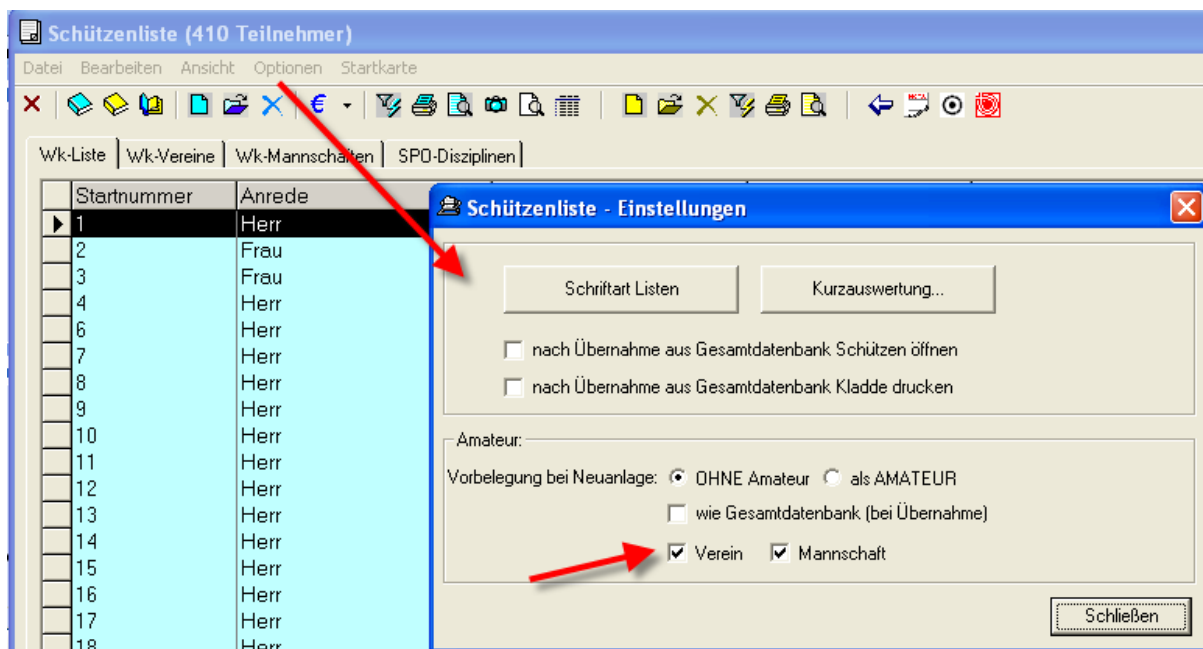 Schützenliste (410 Teilnehmer)
Datei Bearbeiten Ansicht Optionen Startkarte
Wk-Liste Wk-Vereine Wk-Mannschaften SPO-Disziplinen
Startnummer Anrede
1 Herr
2 Frau
3 Frau
4 Herr
6 Herr
7 Herr
8 Herr
9 Herr
10 Herr
11 Herr
12 Herr
13 Herr
14 Herr
15 Herr
16 Herr
17 Herr
18 Herr
Schützenliste - Einstellungen
Schriftart Listen Kurzauswertung...
nach Übernahme aus Gesamtdatenbank Schützen öffnen
nach Übernahme aus Gesamtdatenbank Kladde drucken
Amateur:
Vorbelegung bei Neuanlage: OHNE Amateur als AMATEUR
wie Gesamtdatenbank (bei Übernahme)
Verein Mannschaft
Schließen